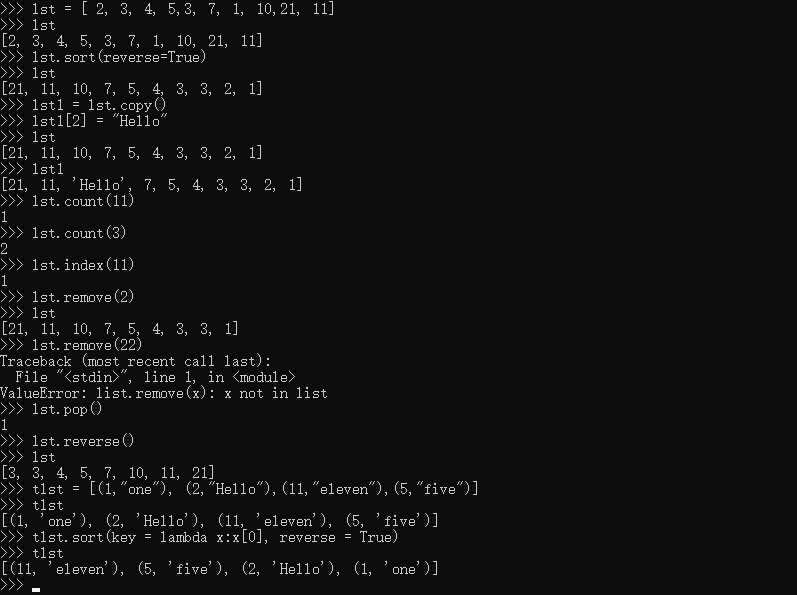 >>> lst = [ 2, 3, 4, 5,3, 7, 1, 10,21, 11]
>>> lst
[2, 3, 4, 5, 3, 7, 1, 10, 21, 11]
>>> lst.sort(reverse=True)
>>> lst
[21, 11, 10, 7, 5, 4, 3, 3, 2, 1]
>>> lst1 = lst.copy()
>>> lst1[2] = "Hello"
>>> lst
[21, 11, 10, 7, 5, 4, 3, 3, 2, 1]
>>> lst1
[21, 11, 'Hello', 7, 5, 4, 3, 3, 2, 1]
>>> lst.count(11)
1
>>> lst.count(3)
2
>>> lst.index(11)
1
>>> lst.remove(2)
>>> lst
[21, 11, 10, 7, 5, 4, 3, 3, 1]
>>> lst.remove(22)
Traceback (most recent call last):
  File "<stdin>", line 1, in <module>
ValueError: list.remove(x): x not in list
>>> lst.pop()
1
>>> lst.reverse()
>>> lst
[3, 3, 4, 5, 7, 10, 11, 21]
>>> tlst = [(1,"one"), (2,"Hello"),(11,"eleven"),(5,"five")]
>>> tlst
[(1, 'one'), (2, 'Hello'), (11, 'eleven'), (5, 'five')]
>>> tlst.sort(key = lambda x:x[0], reverse = True)
>>> tlst
[(11, 'eleven'), (5, 'five'), (2, 'Hello'), (1, 'one')]
>>>